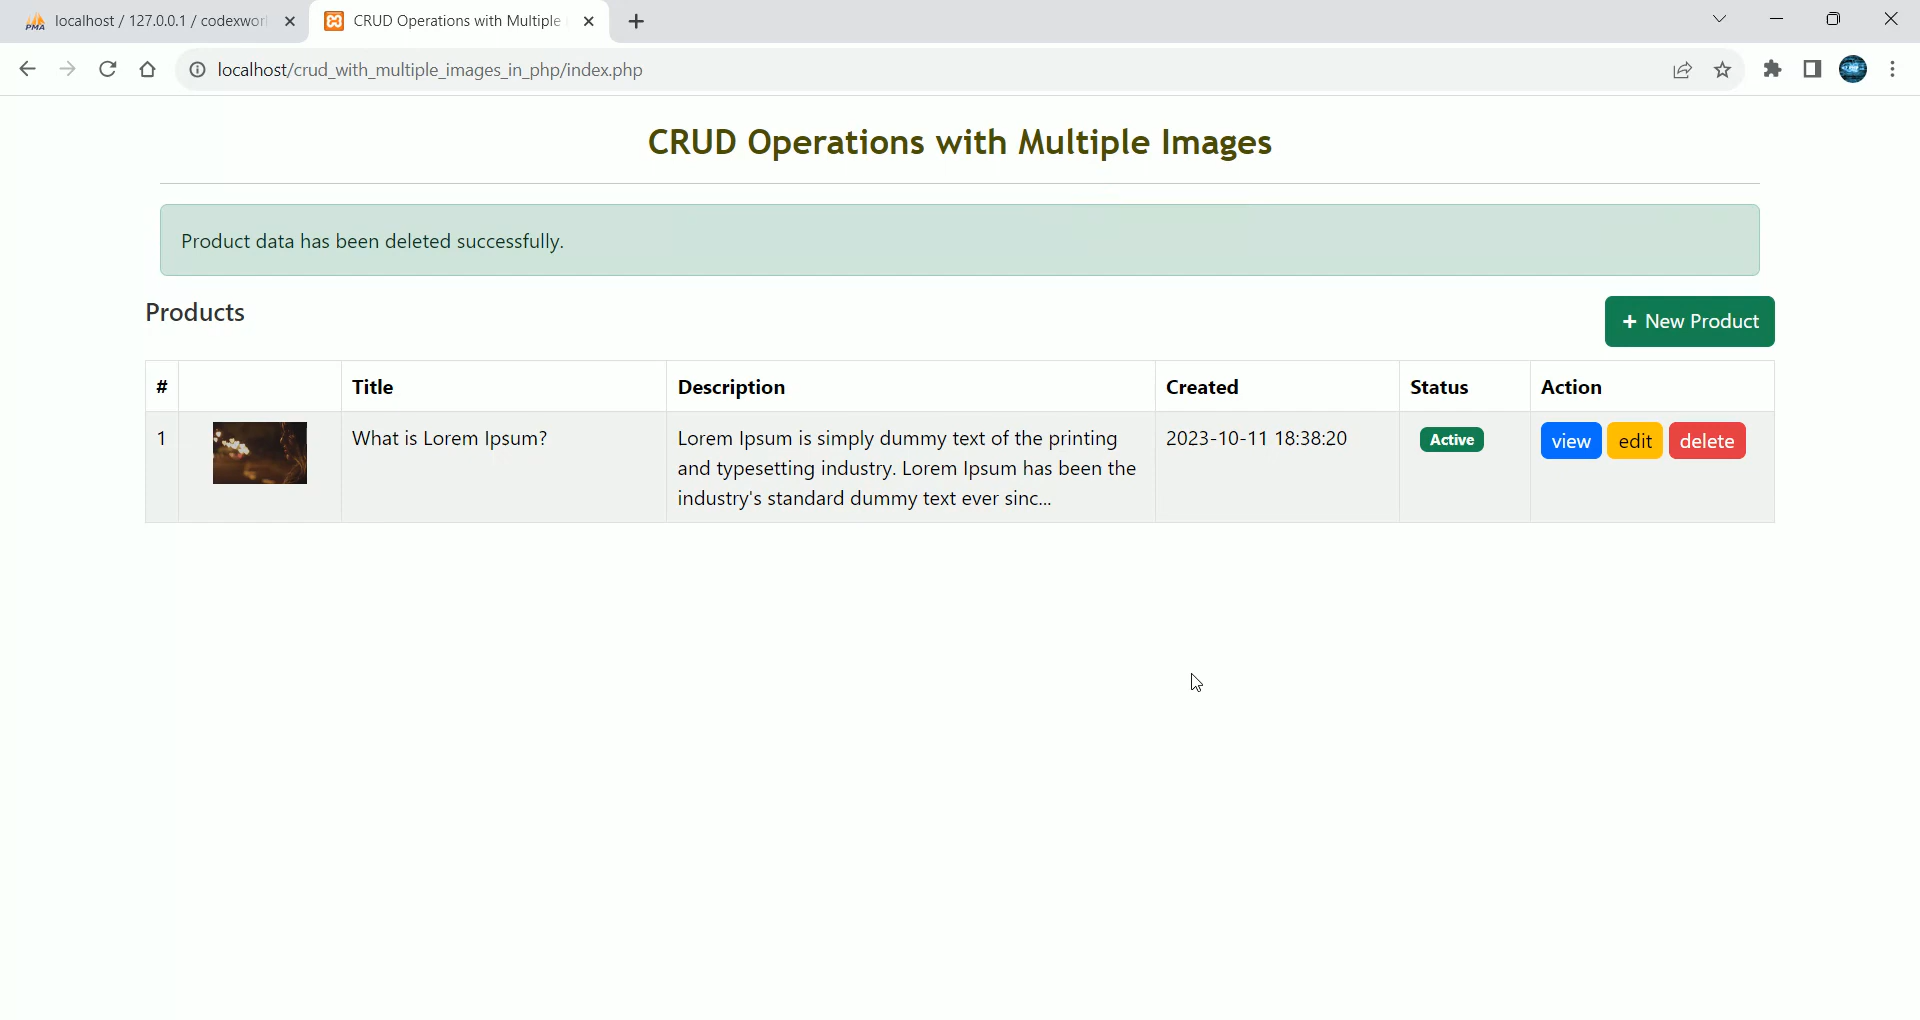 PMA localhost / 127.0.0.1 / codexwor
CRUD Operations with Multiple
localhost/crud_with_multiple_images_in_php/index.php
CRUD Operations with Multiple Images
Product data has been deleted successfully.
Products
+ New Product
# Title Description Created Status Action
1 What is Lorem Ipsum? Lorem Ipsum is simply dummy text of the printing 2023-10-11 18:38:20 Active view edit delete
and typesetting industry. Lorem Ipsum has been the
industry's standard dummy text ever sinc...